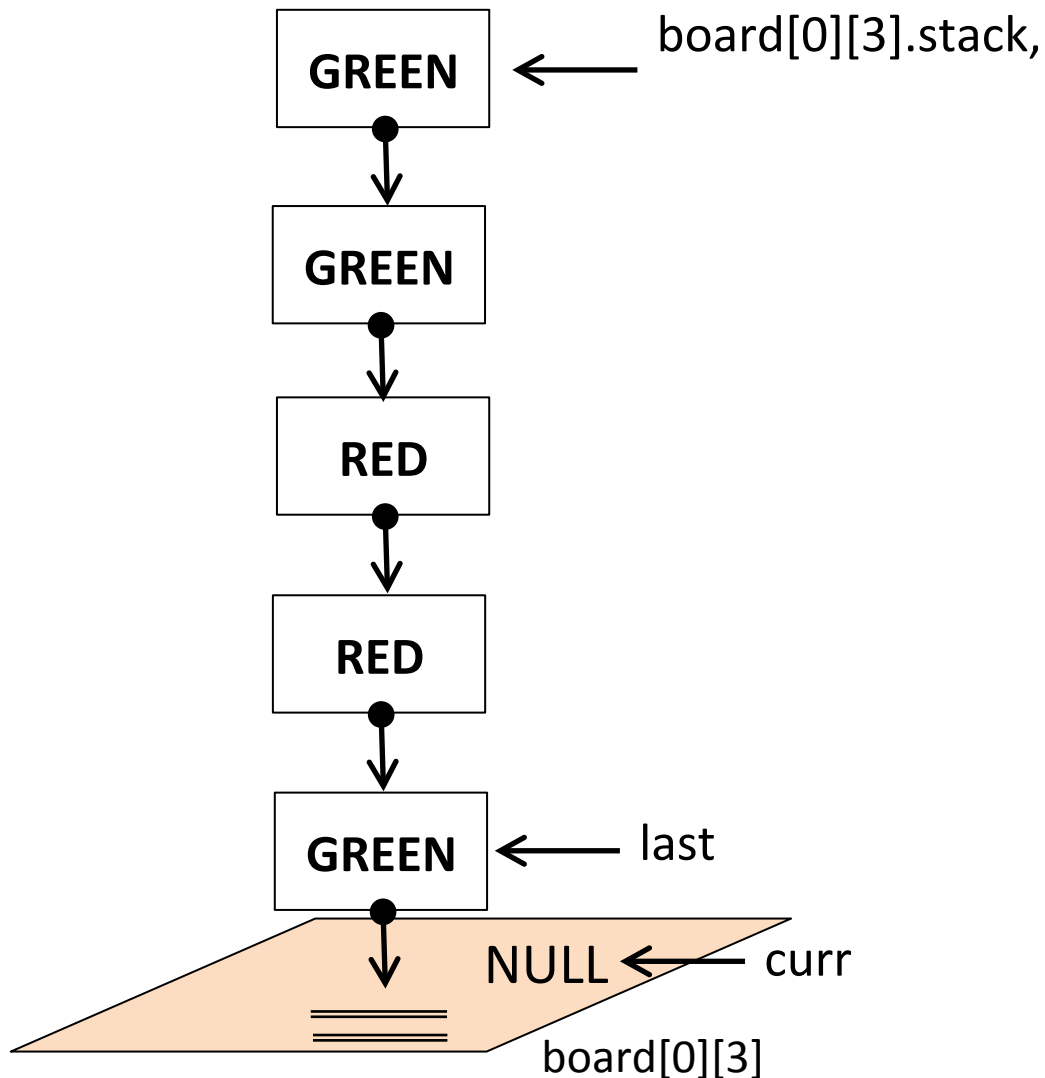 board[0][3].stack,
GREEN
GREEN
RED
RED
GREEN
last
NULL
curr
board[0][3]